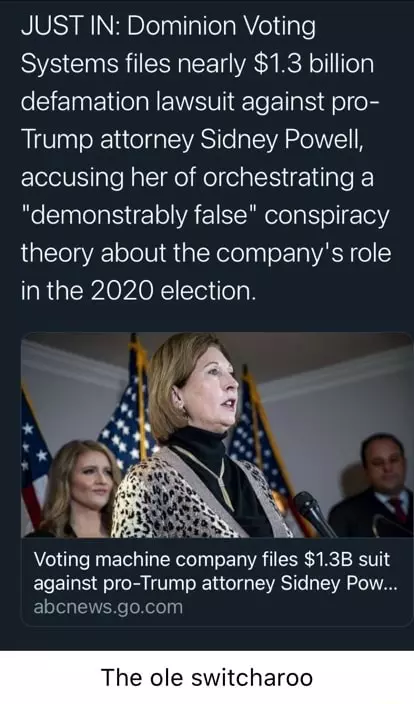 JUST IN: Dominion Voting
Systems files nearly $1.3 billion
defamation lawsuit against pro-
Trump attorney Sidney Powell,
accusing her of orchestrating a
"demonstrably false" conspiracy
theory about the company's role
in the 2020 election.
Voting machine company files $1.3B suit
against pro-Trump attorney Sidney Pow...
abcnews.go.com
The ole switcharoo